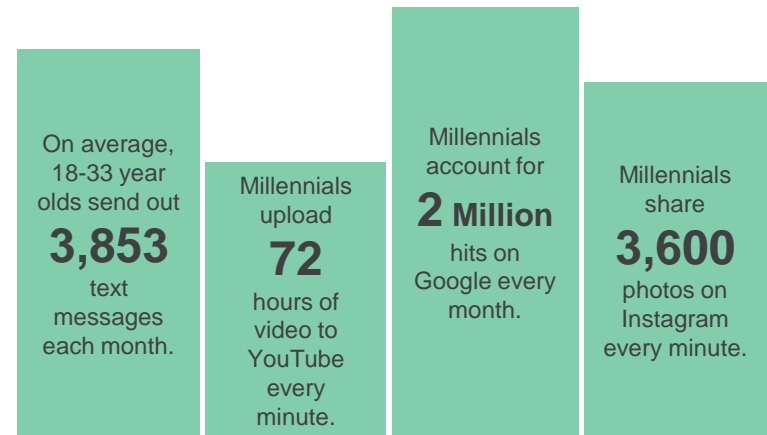 On average,
18-33 year
olds send out
3,853
text
messages
each month.
Millennials
upload
72
hours of
video to
YouTube
every
minute.
Millennials
account for
2 Million
hits on
Google every
month.
Millennials
share
3,600
photos on
Instagram
every minute.